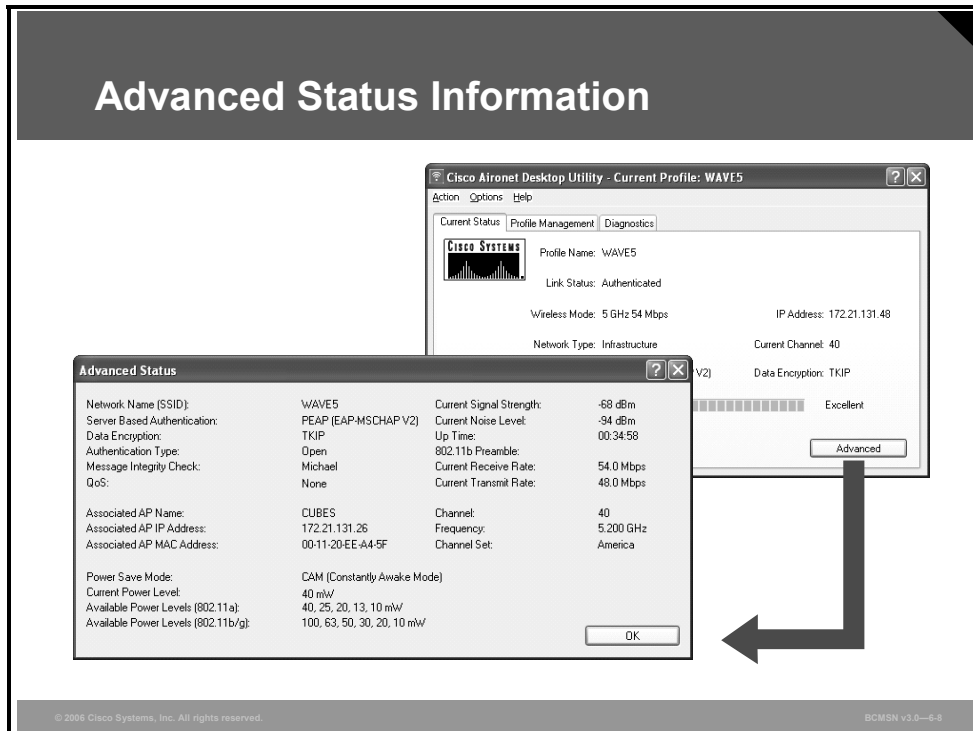 Advanced Status Information
Cisco Aironet Desktop Utility - Current Profile: WAVE5
Action Options Help
Current Status Profile Management Diagnostics
CISCO SYSTEMS
Profile Name: WAVE5
Link Status: Authenticated
Wireless Mode: 5 GHz 54 Mbps IP Address: 172.21.131.48
Network Type: Infrastructure Current Channel: 40
V2) Data Encryption: TKIP
Excellent
Advanced
Advanced Status
Network Name (SSID): WAVE5 Current Signal Strength: -68 dBm
Server Based Authentication: PEAP (EAP-MSCHAP V2) Current Noise Level: -94 dBm
Data Encryption: TKIP Up Time: 00:34:58
Authentication Type: Open 802.11b Preamble:
Message Integrity Check: Michael Current Receive Rate: 54.0 Mbps
QoS: None Current Transmit Rate: 48.0 Mbps
Associated AP Name: CUBES Channel: 40
Associated AP IP Address: 172.21.131.26 Frequency: 5.200 GHz
Associated AP MAC Address: 00-11-20-EE-A4-5F Channel Set: America
Power Save Mode: CAM (Constantly Awake Mode)
Current Power Level: 40 mW
Available Power Levels (802.11a): 40, 25, 20, 13, 10 mW
Available Power Levels (802.11b/g): 100, 63, 50, 30, 20, 10 mW
OK
© 2006 Cisco Systems, Inc. All rights reserved. BCMSN v3.0—6-8